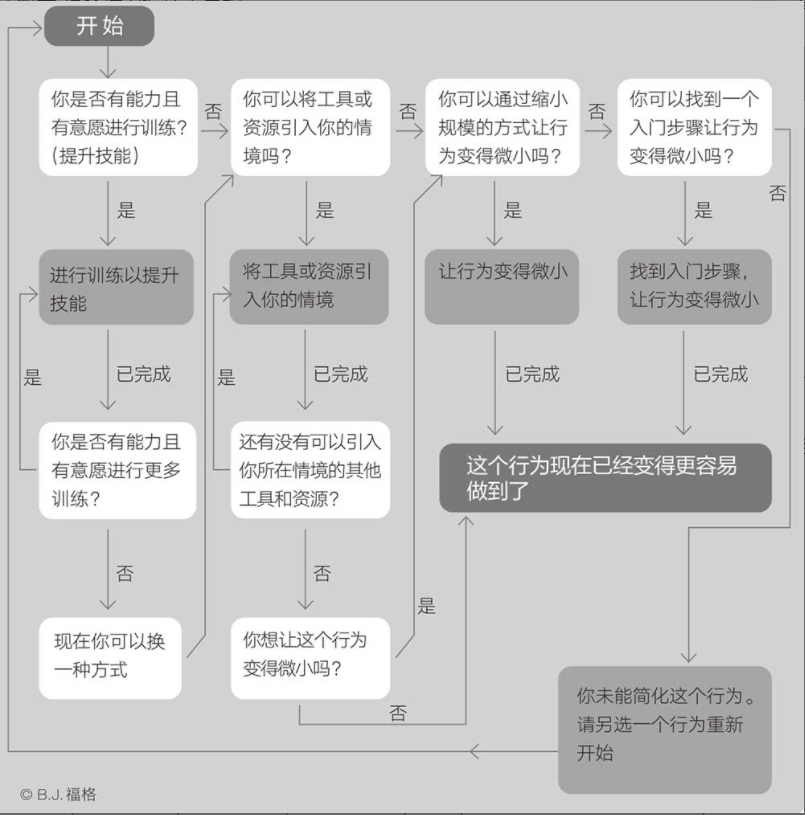 开始
你是否有能力且
有意愿进行训练？
（提升技能）
否
你可以将工具或
资源引入你的情
境吗？
否
你可以通过缩小
规模的方式让行
为变得微小吗？
否
你可以找到一个
入门步骤让行为
变得微小吗？
否
是
是
是
是
进行训练以提升
技能
将工具或资源引
入你的情境
让行为变得微小
找到入门步骤，
让行为变得微小
是
已完成
是
已完成
已完成
已完成
你是否有能力且
有意愿进行更多
训练？
还有没有可以引入
你所在情境的其他
工具和资源？
这个行为现在已经变得更容易
做到了
否
否
是
现在你可以换
一种方式
你想让这个行为
变得微小吗？
否
你未能简化这个行为。
请另选一个行为重新
开始
© B.J. 福格